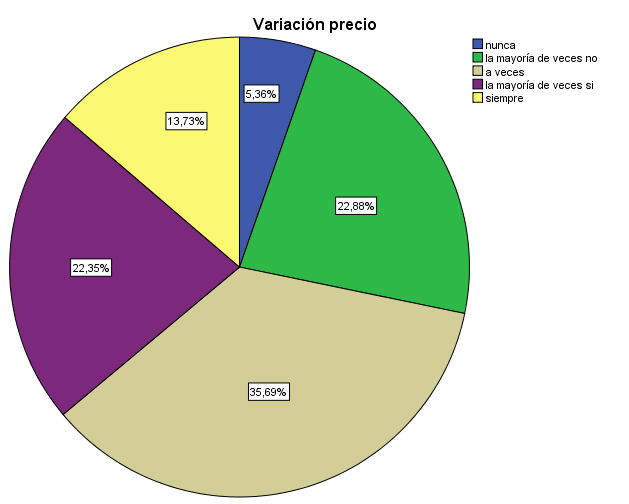 Variación precio
nunca
la mayoría de veces no
a veces
la mayoría de veces si
siempre
5,36%
13,73%
22,88%
22,35%
35,69%